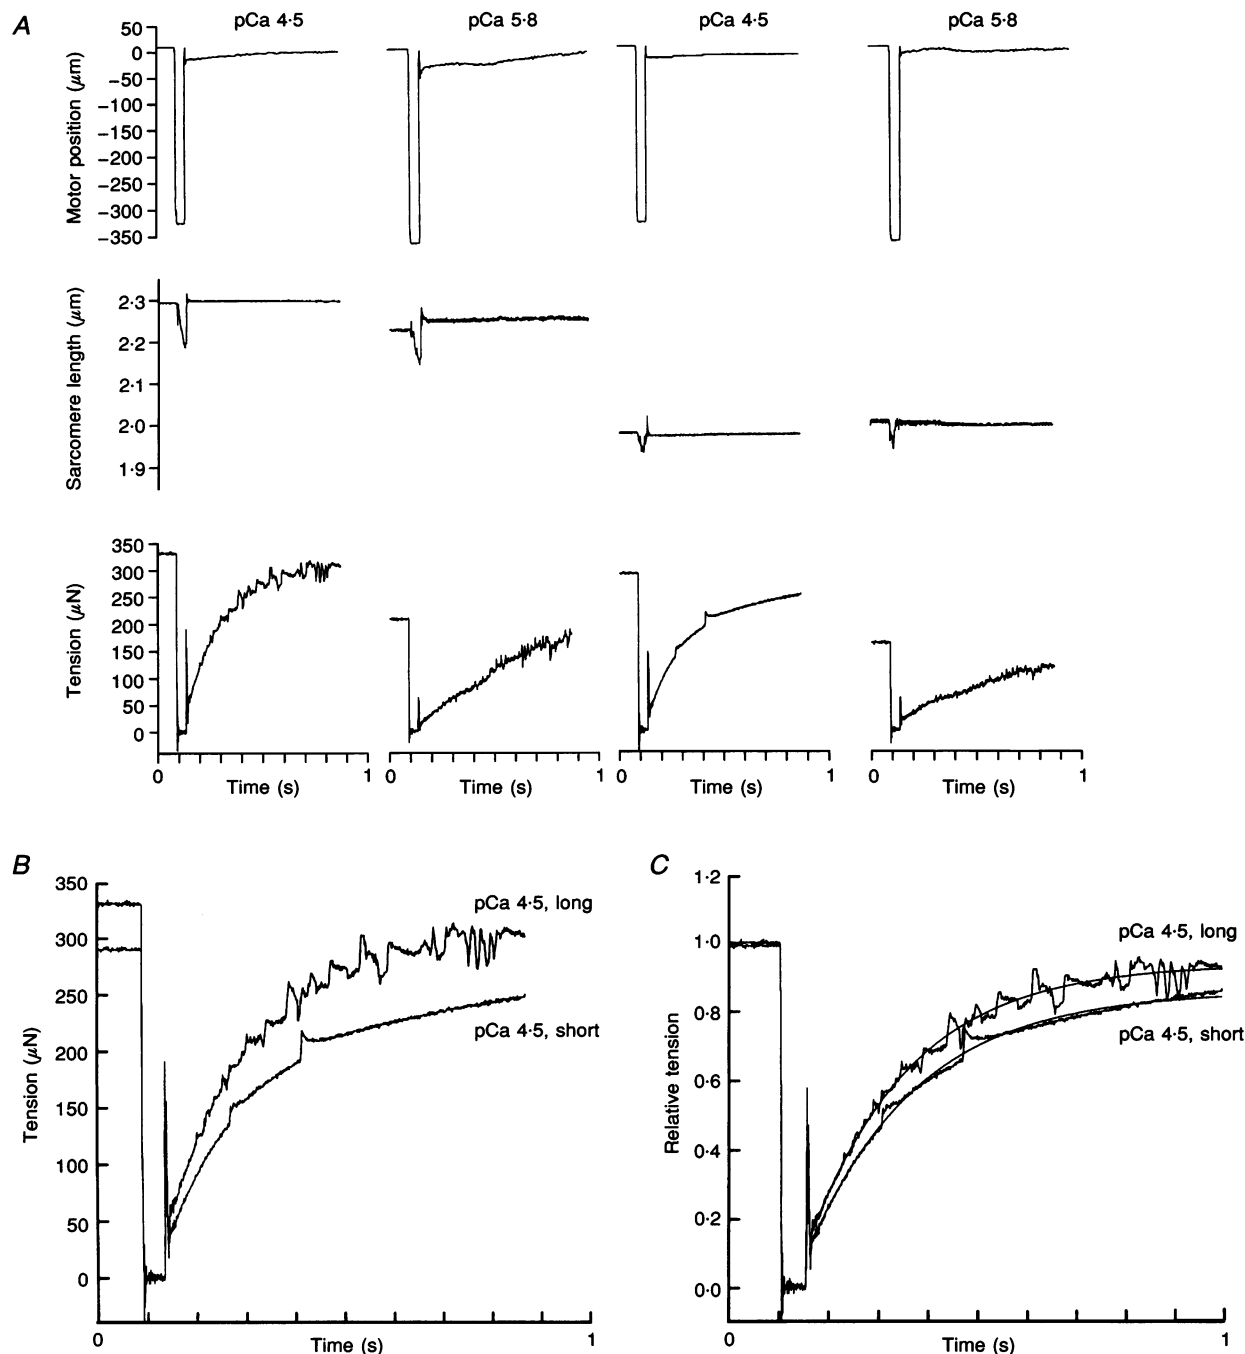 A
pCa 4·5
pCa 5·8
pCa 4·5
pCa 5·8
Motor position (μm)
50
0
−50
−100
−150
−200
−250
−300
−350
Sarcomere length (μm)
2·3
2·2
2·1
2·0
1·9
Tension (μN)
350
300
250
200
150
100
50
0
0 1
Time (s)
0 1
Time (s)
0 1
Time (s)
0 1
Time (s)
B
Tension (μN)
350
300
250
200
150
100
50
0
pCa 4·5, long
pCa 4·5, short
0 1
Time (s)
C
Relative tension
1·2
1·0
0·8
0·6
0·4
0·2
0·0
pCa 4·5, long
pCa 4·5, short
0 1
Time (s)